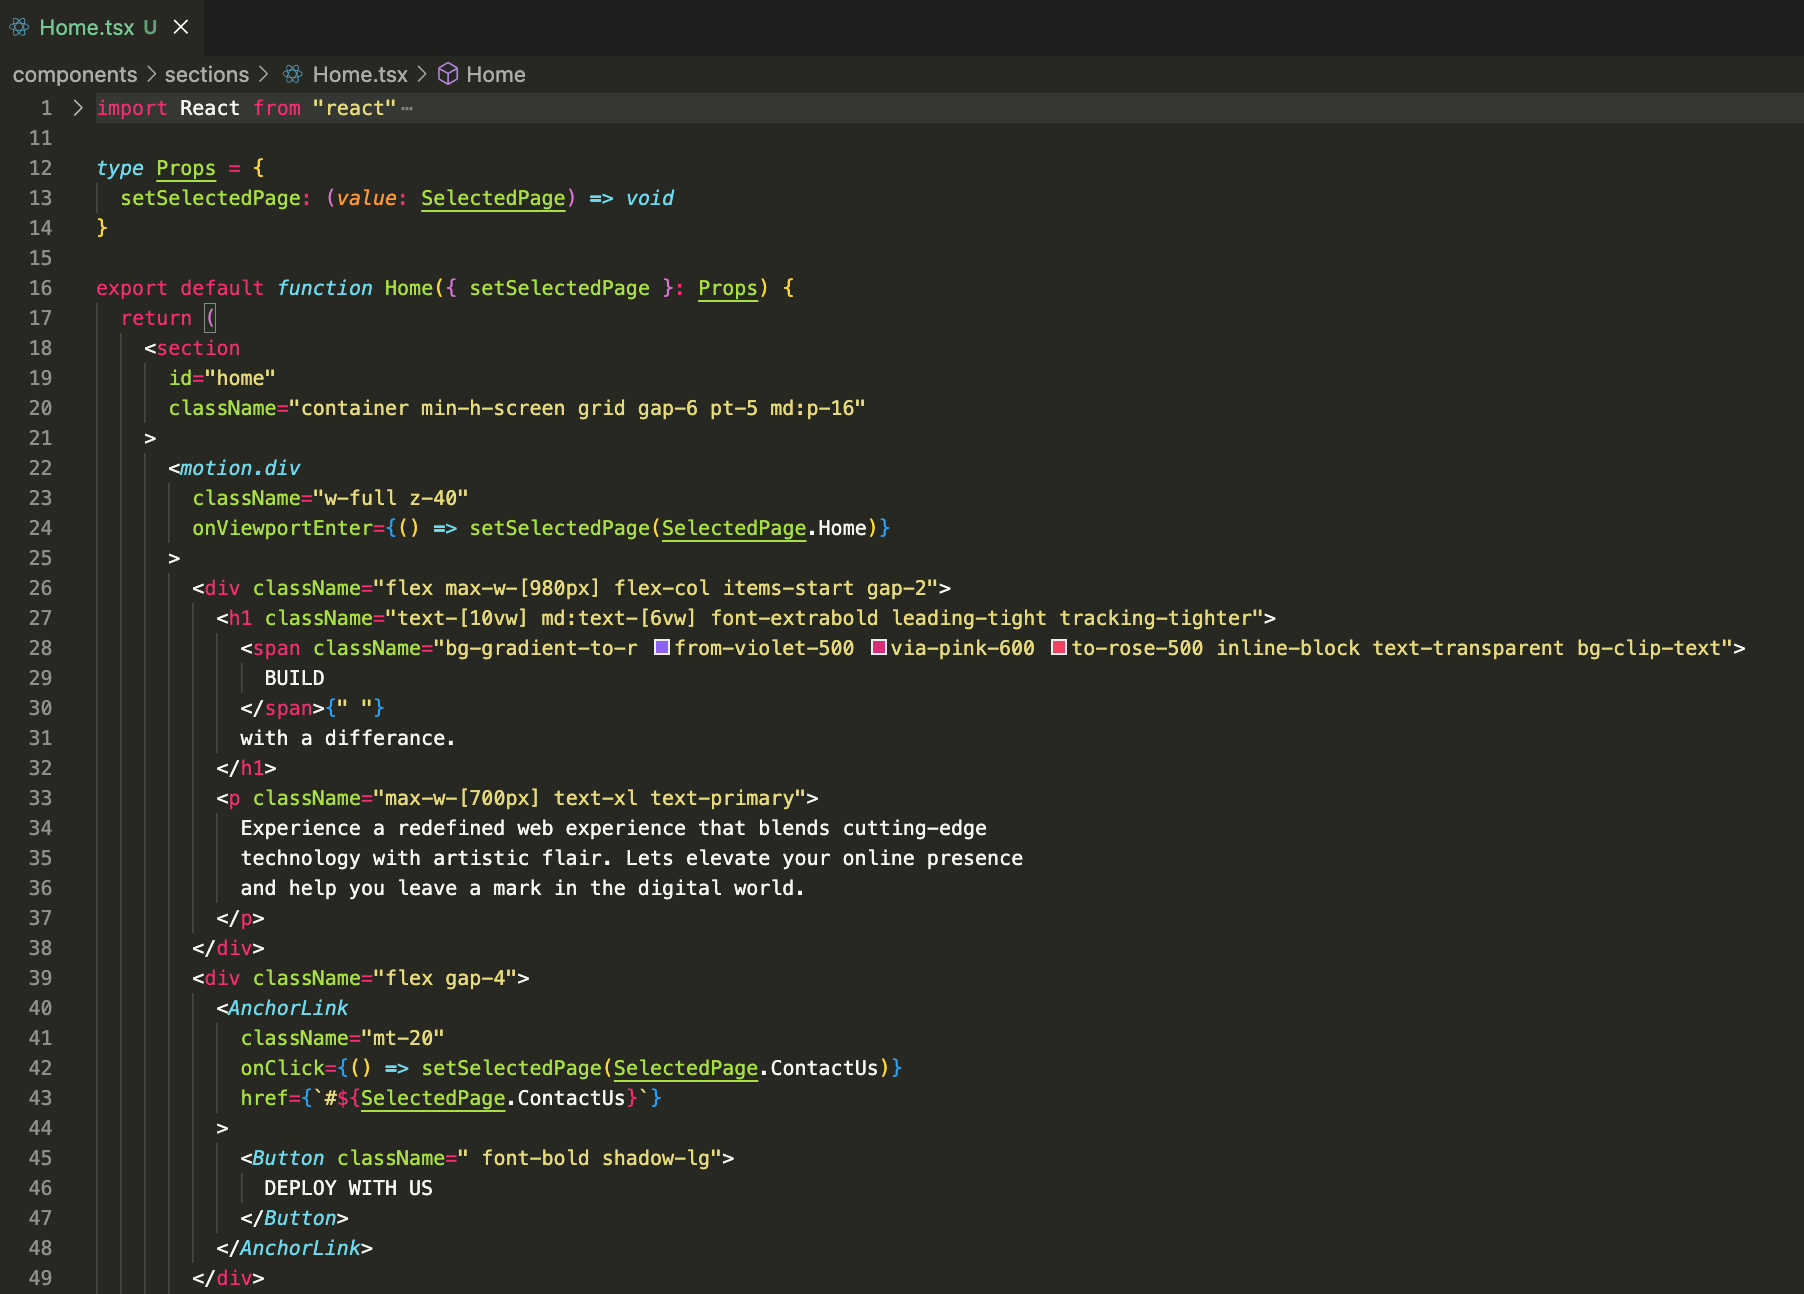 Home.tsx U
components > sections > Home.tsx > Home
1 import React from "react"
11
12 type Props = {
13 setSelectedPage: (value: SelectedPage) => void
14 }
15
16 export default function Home({ setSelectedPage }: Props) {
17 return (
18 <section
19 id="home"
20 className="container min-h-screen grid gap-6 pt-5 md:p-16"
21 >
22 <motion.div
23 className="w-full z-40"
24 onViewportEnter={() => setSelectedPage(SelectedPage.Home)}
25 >
26 <div className="flex max-w-[980px] flex-col items-start gap-2">
27 <h1 className="text-[10vw] md:text-[6vw] font-extrabold leading-tight tracking-tighter">
28 <span className="bg-gradient-to-r from-violet-500 via-pink-600 to-rose-500 inline-block text-transparent bg-clip-text">
29 BUILD
30 </span>{" "}
31 with a differance.
32 </h1>
33 <p className="max-w-[700px] text-xl text-primary">
34 Experience a redefined web experience that blends cutting-edge
35 technology with artistic flair. Lets elevate your online presence
36 and help you leave a mark in the digital world.
37 </p>
38 </div>
39 <div className="flex gap-4">
40 <AnchorLink
41 className="mt-20"
42 onClick={() => setSelectedPage(SelectedPage.ContactUs)}
43 href={`#${SelectedPage.ContactUs}`}
44 >
45 <Button className=" font-bold shadow-lg">
46 DEPLOY WITH US
47 </Button>
48 </AnchorLink>
49 </div>